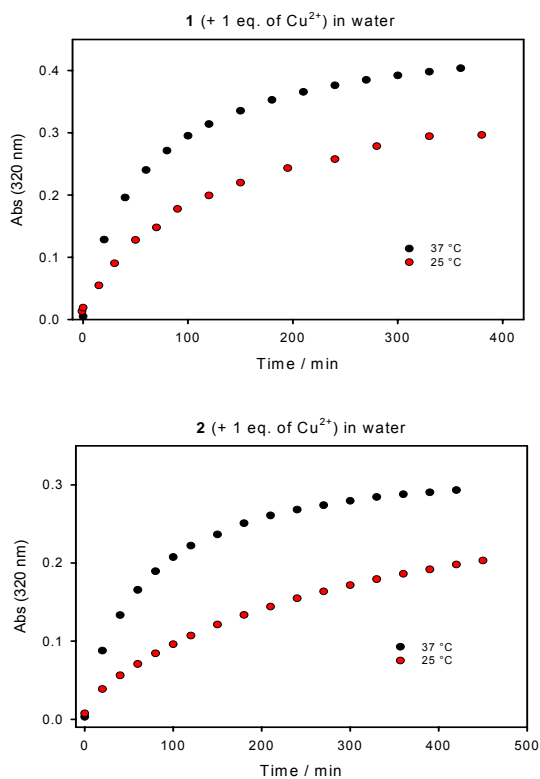 1 (+ 1 eq. of Cu²⁺) in water
Abs (320 nm)
0.4
0.3
0.2
0.1
0.0
37 °C
25 °C
0 100 200 300 400
Time / min
2 (+ 1 eq. of Cu²⁺) in water
Abs (320 nm)
0.3
0.2
0.1
0.0
37 °C
25 °C
0 100 200 300 400 500
Time / min